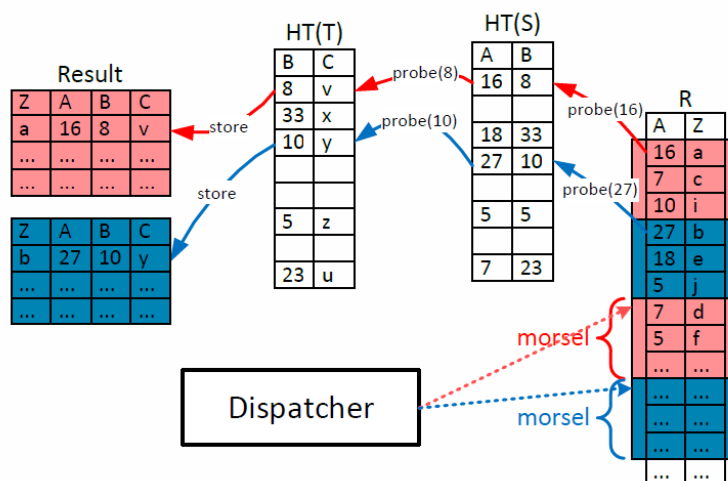 HT(S)
HT(T)
R
Result
B C
8 v
33 x
10 y
5 z
23 u
A B
16 8
18 33
27 10
5 5
7 23
Z A B C
a 16 8 v
... ... ... ...
... ... ... ...
Z A B C
b 27 10 y
... ... ... ...
... ... ... ...
store
store
probe(8)
probe(10)
probe(16)
probe(27)
A Z
16 a
7 c
10 i
27 b
18 e
5 j
7 d
5 f
... ...
... ...
... ...
... ...
... ...
morsel
morsel
Dispatcher